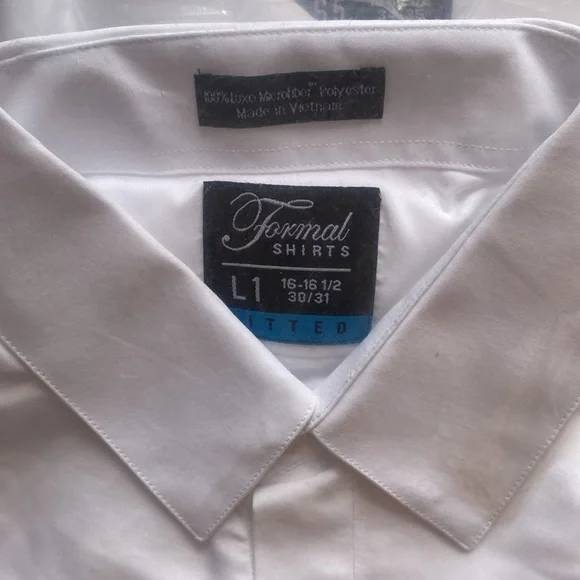 100% Luxe Microfiber™ Polyester
Made in Vietnam
Formal
SHIRTS
L1
16-16 1/2
30/31
ITTED